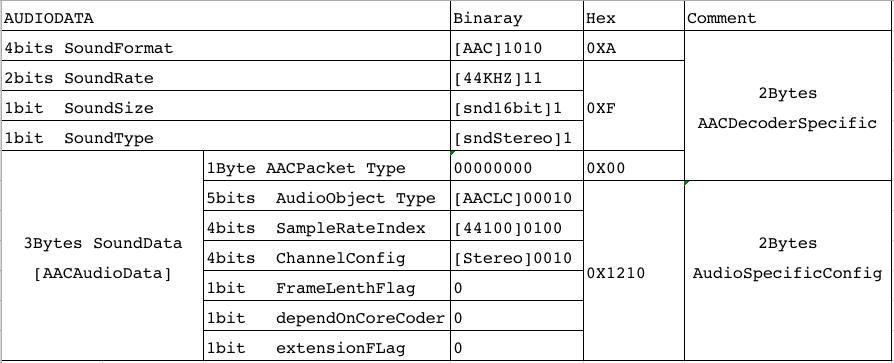 AUDIODATA Binaray Hex Comment
4bits SoundFormat [AAC]1010 0XA
2bits SoundRate [44KHZ]11
1bit SoundSize [snd16bit]1 0XF
1bit SoundType [sndStereo]1
2Bytes
AACDecoderSpecific
1Byte AACPacket Type 00000000 0X00
5bits AudioObject Type [AACLC]00010
4bits SampleRateIndex [44100]0100
3Bytes SoundData
[AACAudioData]
4bits ChannelConfig [Stereo]0010
0X1210
2Bytes
AudioSpecificConfig
1bit FrameLenthFlag 0
1bit dependOnCoreCoder 0
1bit extensionFLag 0